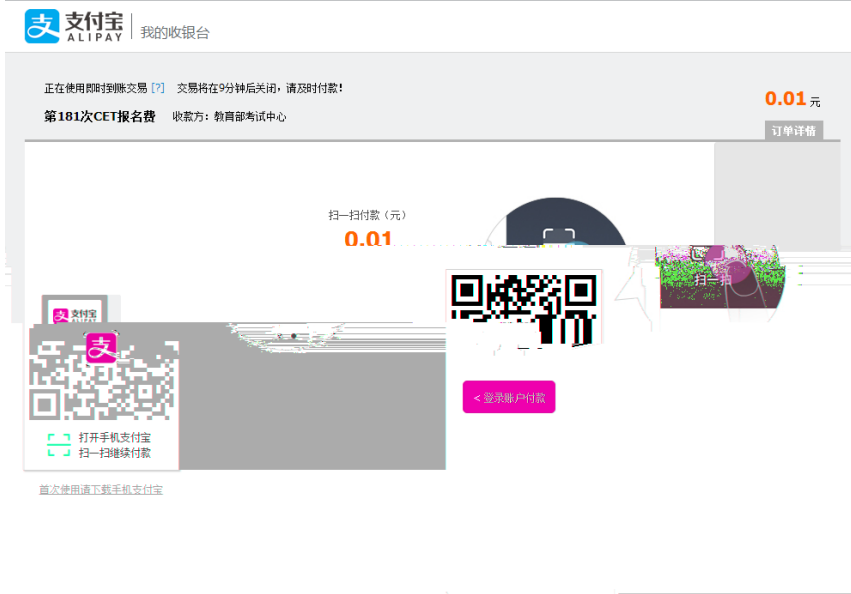 支付宝
ALIPAY
我的收银台
正在使用即时到账交易 [?] 交易将在9分钟后关闭，请及时付款！
0.01 元
第181次CET报名费 收款方：教育部考试中心
订单详情
扫一扫付款（元）
0.01
扫一扫
支付宝
支
<登录账户付款
打开手机支付宝
扫一扫继续付款
首次使用请下载手机支付宝